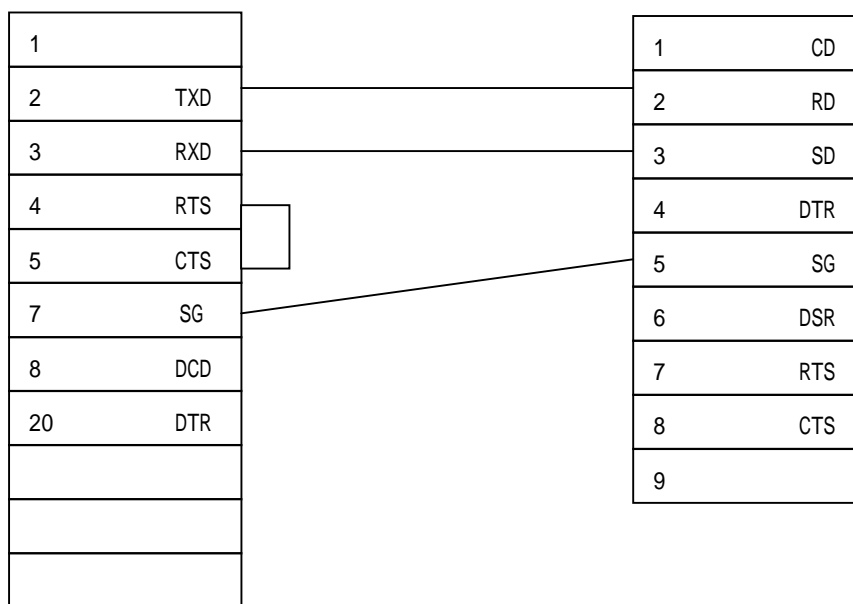 1
2 TXD
3 RXD
4 RTS
5 CTS
7 SG
8 DCD
20 DTR
1 CD
2 RD
3 SD
4 DTR
5 SG
6 DSR
7 RTS
8 CTS
9